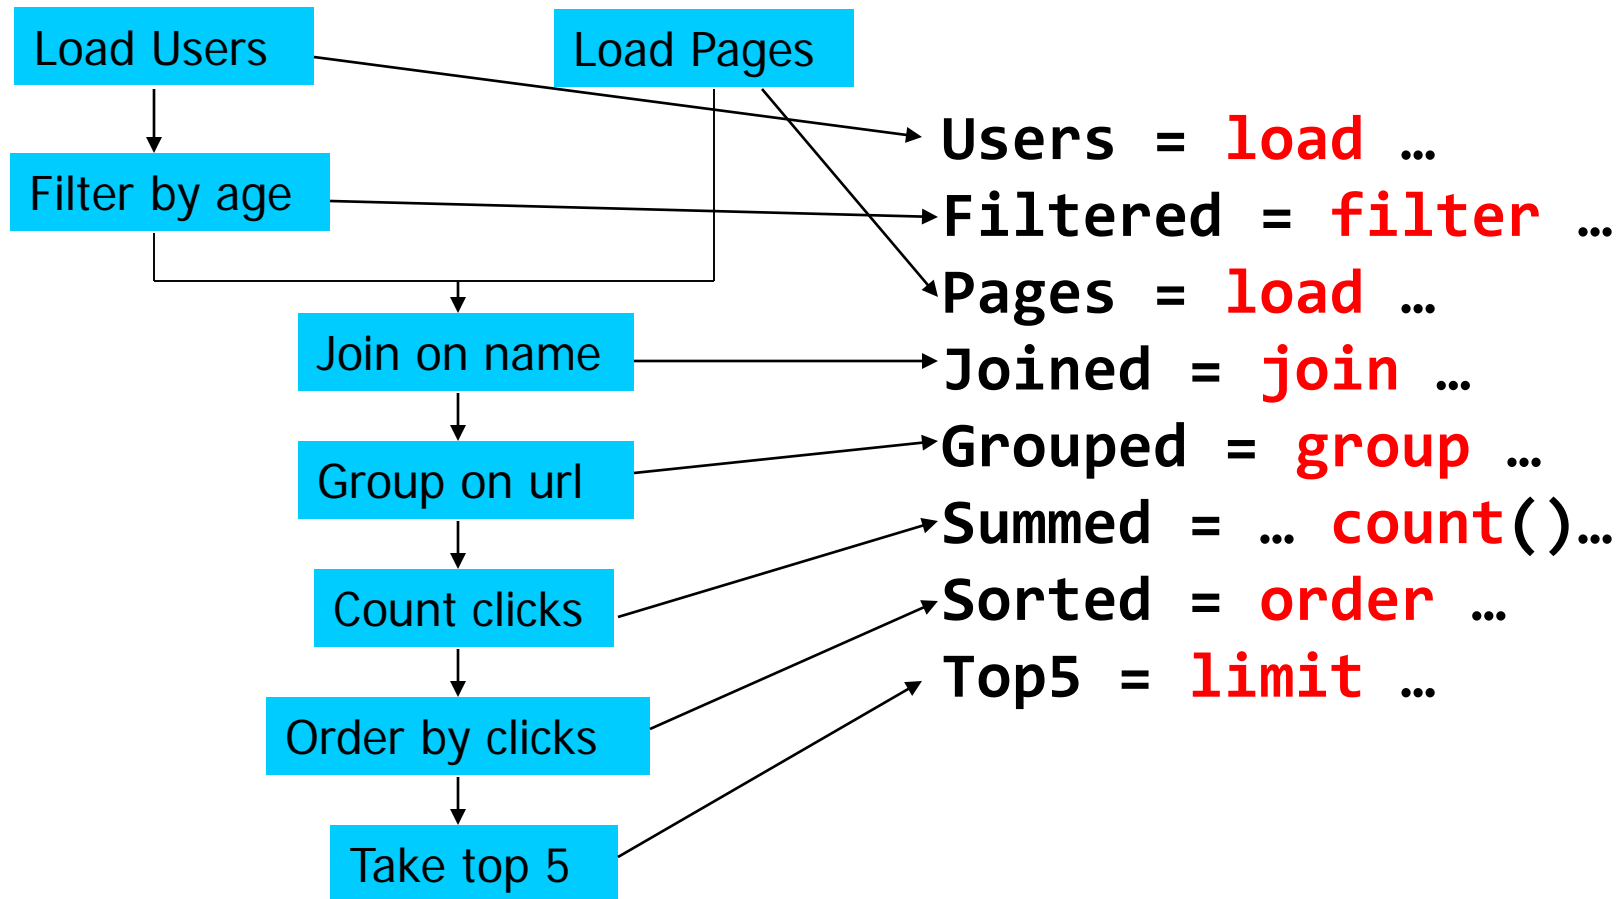 Load Users
Load Pages
Filter by age
Join on name
Group on url
Count clicks
Order by clicks
Take top 5
Users = load …
Filtered = filter …
Pages = load …
Joined = join …
Grouped = group …
Summed = … count()…
Sorted = order …
Top5 = limit …